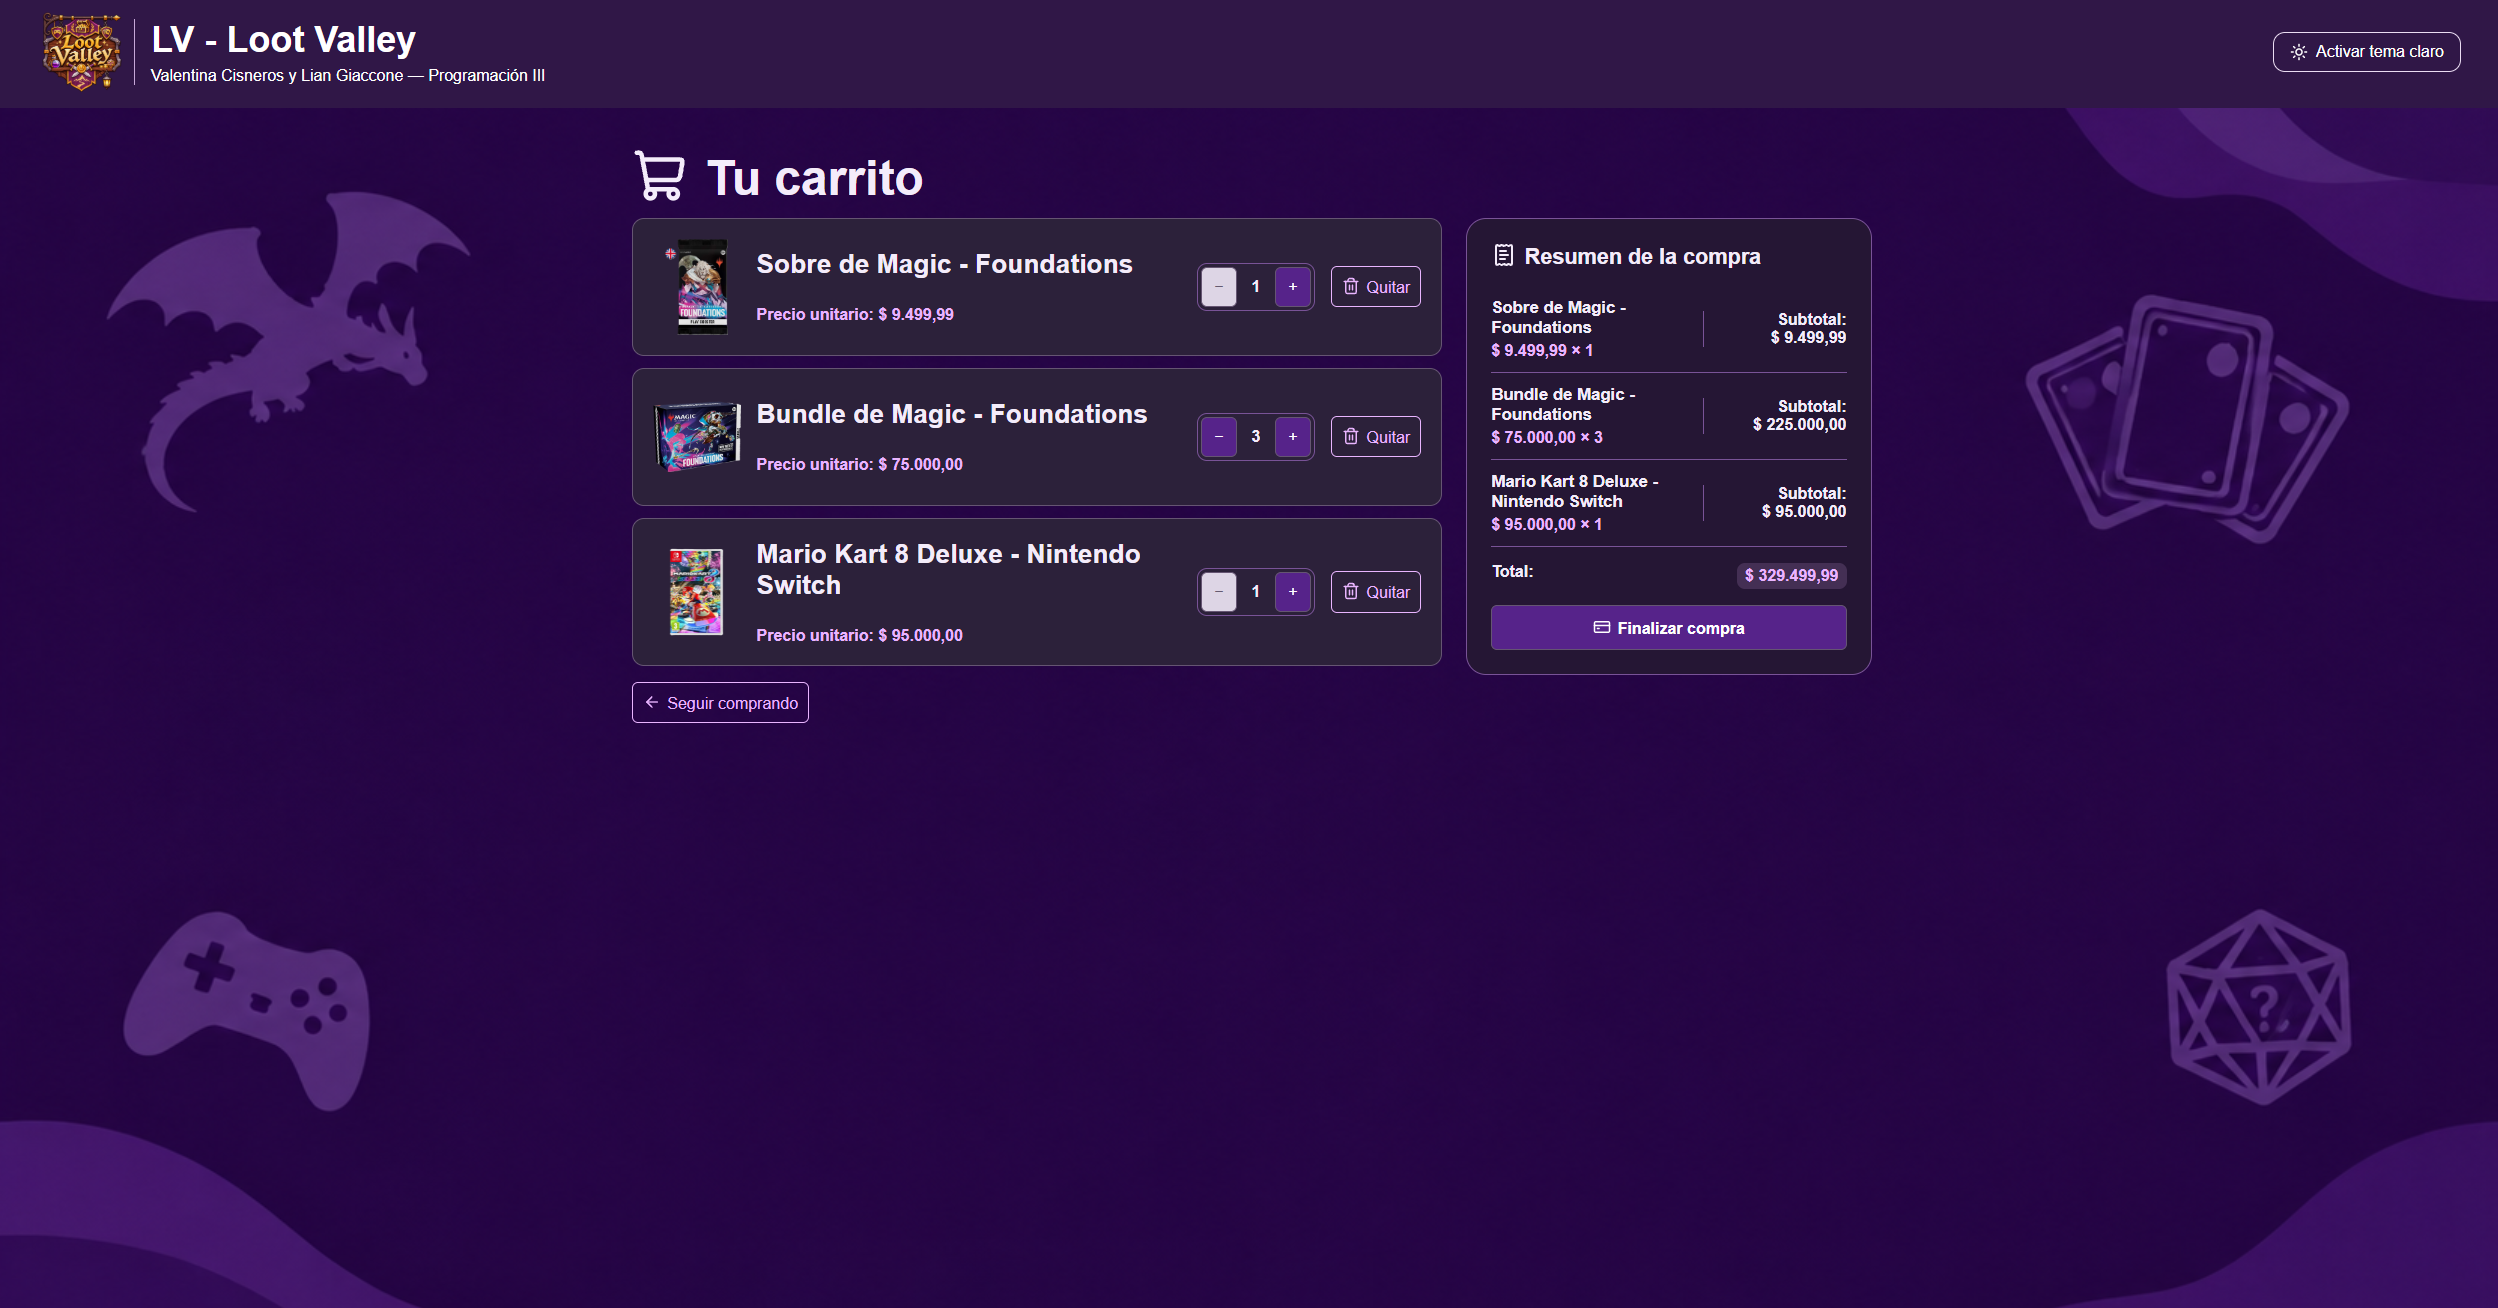 Loot
Valley
LV - Loot Valley
Valentina Cisneros y Lian Giaccone — Programación III
Activar tema claro
Tu carrito
Sobre de Magic - Foundations
Precio unitario: $ 9.499,99
− 1 +
Quitar
MAGIC
FOUNDATIONS
Bundle de Magic - Foundations
Precio unitario: $ 75.000,00
− 3 +
Quitar
FOUNDATIONS
Mario Kart 8 Deluxe - Nintendo
Switch
Precio unitario: $ 95.000,00
− 1 +
Quitar
Seguir comprando
Resumen de la compra
Sobre de Magic -
Foundations
$ 9.499,99 × 1
Subtotal:
$ 9.499,99
Bundle de Magic -
Foundations
$ 75.000,00 × 3
Subtotal:
$ 225.000,00
Mario Kart 8 Deluxe -
Nintendo Switch
$ 95.000,00 × 1
Subtotal:
$ 95.000,00
Total:
$ 329.499,99
Finalizar compra
?